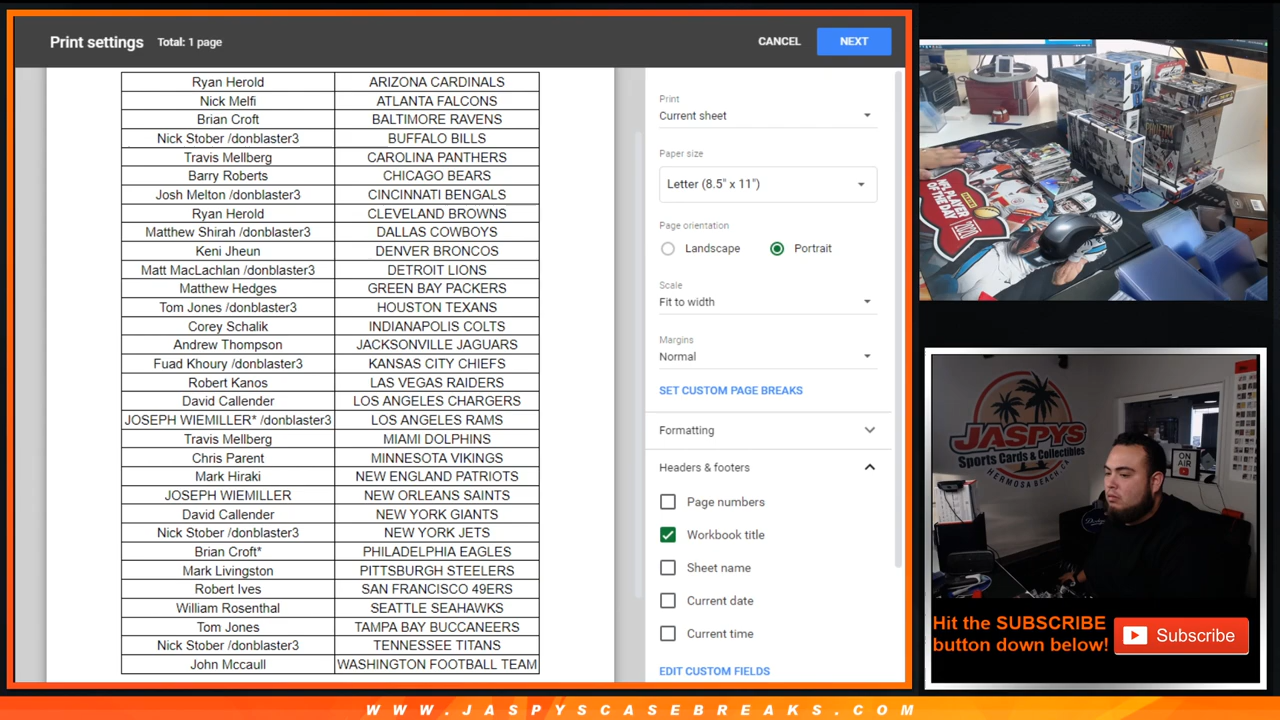 Print settings Total: 1 page CANCEL NEXT
Ryan Herold ARIZONA CARDINALS
Nick Melfi ATLANTA FALCONS
Brian Croft BALTIMORE RAVENS
Nick Stober /donblaster3 BUFFALO BILLS
Travis Mellberg CAROLINA PANTHERS
Barry Roberts CHICAGO BEARS
Josh Melton /donblaster3 CINCINNATI BENGALS
Ryan Herold CLEVELAND BROWNS
Matthew Shirah /donblaster3 DALLAS COWBOYS
Keni Jheun DENVER BRONCOS
Matt MacLachlan /donblaster3 DETROIT LIONS
Matthew Hedges GREEN BAY PACKERS
Tom Jones /donblaster3 HOUSTON TEXANS
Corey Schalik INDIANAPOLIS COLTS
Andrew Thompson JACKSONVILLE JAGUARS
Fuad Khoury /donblaster3 KANSAS CITY CHIEFS
Robert Kanos LAS VEGAS RAIDERS
David Callender LOS ANGELES CHARGERS
JOSEPH WIEMILLER* /donblaster3 LOS ANGELES RAMS
Travis Mellberg MIAMI DOLPHINS
Chris Parent MINNESOTA VIKINGS
Mark Hiraki NEW ENGLAND PATRIOTS
JOSEPH WIEMILLER NEW ORLEANS SAINTS
David Callender NEW YORK GIANTS
Nick Stober /donblaster3 NEW YORK JETS
Brian Croft* PHILADELPHIA EAGLES
Mark Livingston PITTSBURGH STEELERS
Robert Ives SAN FRANCISCO 49ERS
William Rosenthal SEATTLE SEAHAWKS
Tom Jones TAMPA BAY BUCCANEERS
Nick Stober /donblaster3 TENNESSEE TITANS
John Mccaull WASHINGTON FOOTBALL TEAM
Print
Current sheet
Paper size
Letter (8.5" x 11")
Page orientation
Landscape Portrait
Scale
Fit to width
Margins
Normal
SET CUSTOM PAGE BREAKS
Formatting
Headers & footers
Page numbers
Workbook title
Sheet name
Current date
Current time
EDIT CUSTOM FIELDS
NFL PLAYER
OF THE DAY
2020
JASPYS
Sports Cards & Collectibles
HERMOSA BEACH, CA
ON
AIR
Hit the SUBSCRIBE
button down below!
Subscribe
WWW.JASPYSCASEBREAKS.COM